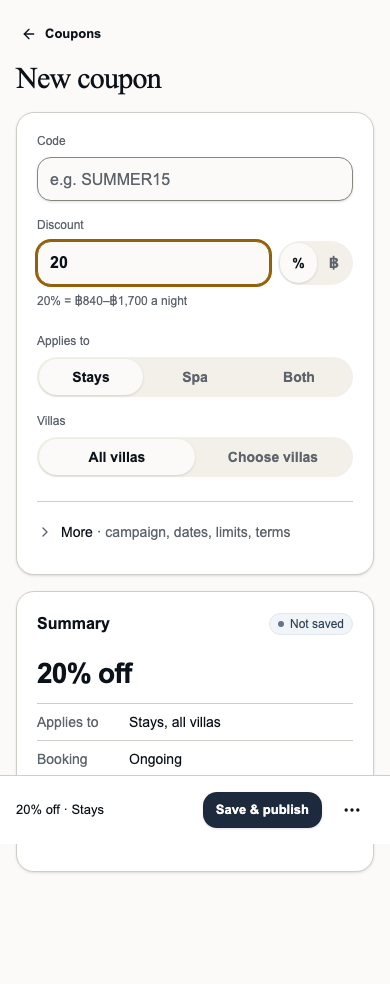 Coupons
New coupon
Code
e.g. SUMMER15
Discount
20
% ฿
20% = ฿840–฿1,700 a night
Applies to
Stays Spa Both
Villas
All villas Choose villas
More · campaign, dates, limits, terms
Summary Not saved
20% off
Applies to Stays, all villas
Booking Ongoing
20% off · Stays Save & publish